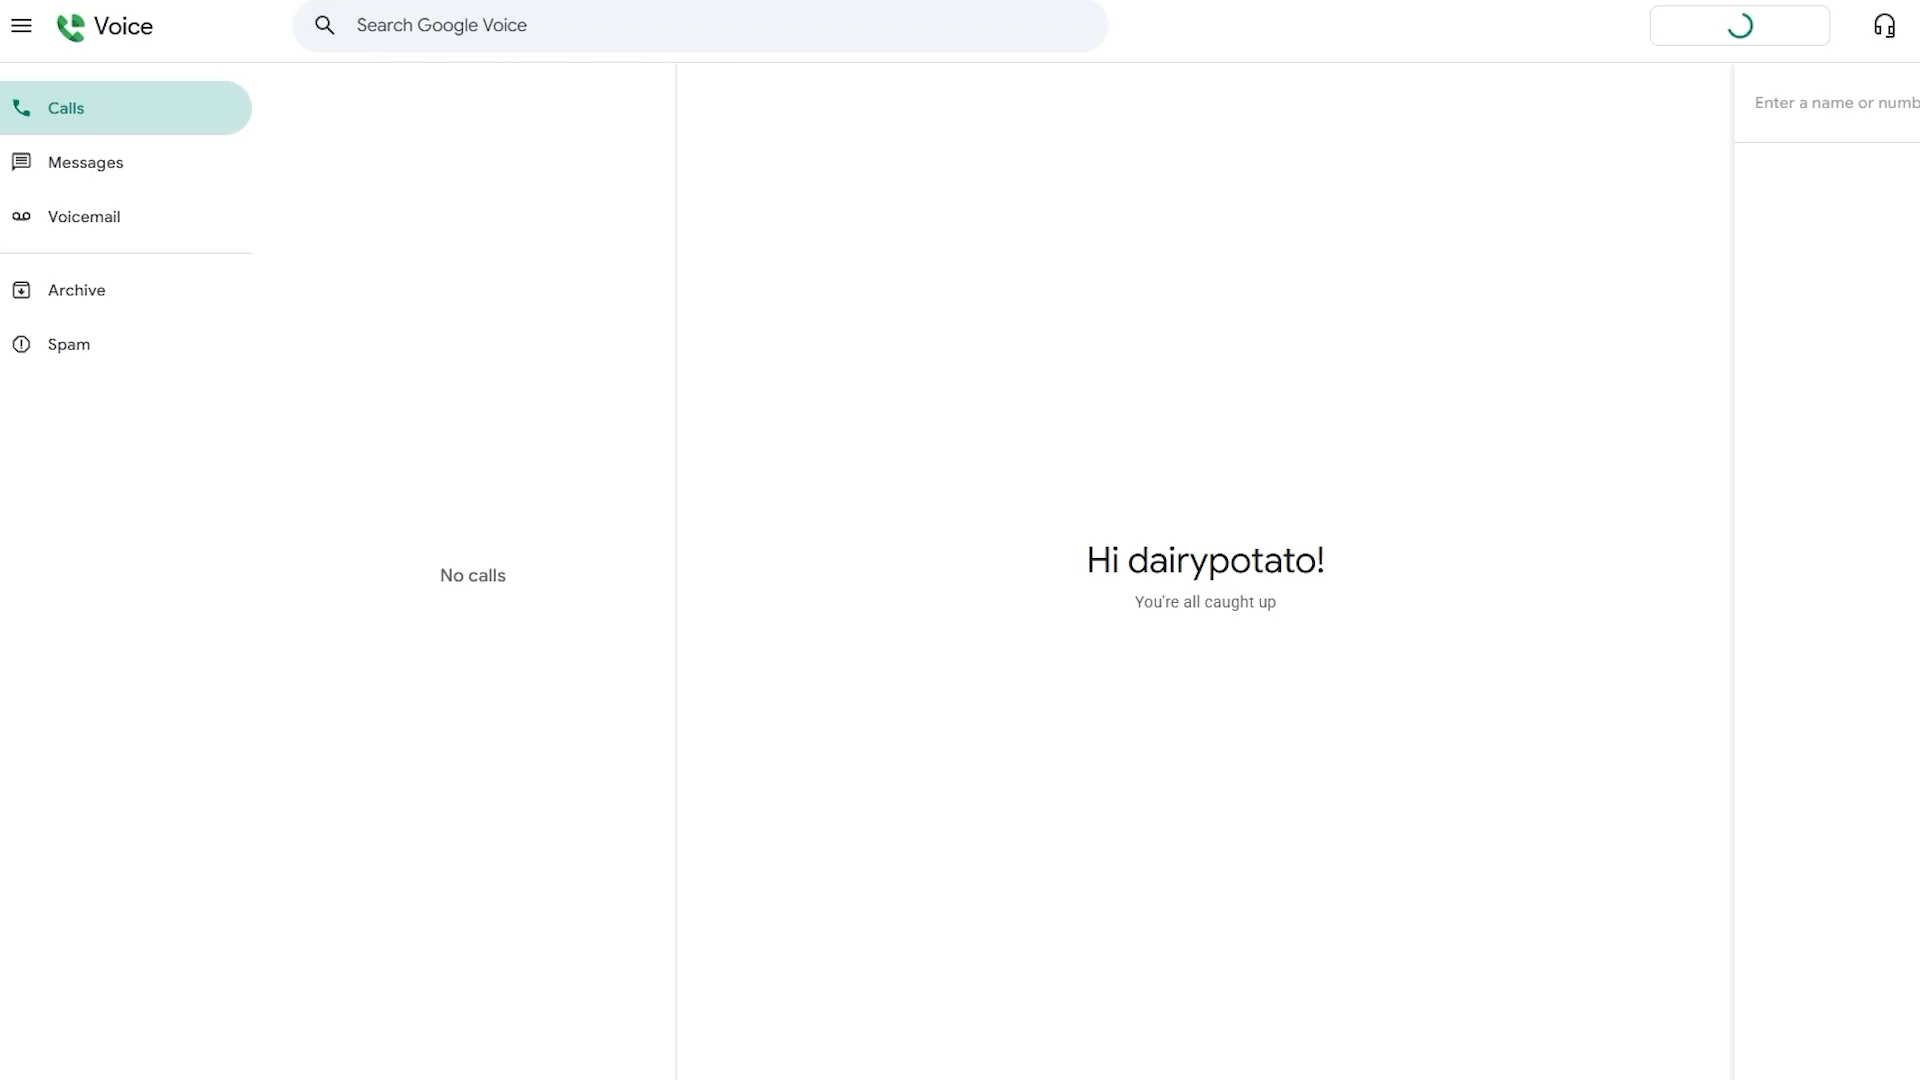 Voice
Search Google Voice
Calls
Messages
Voicemail
Archive
Spam
No calls
Hi dairypotato!
You're all caught up
Enter a name or numb